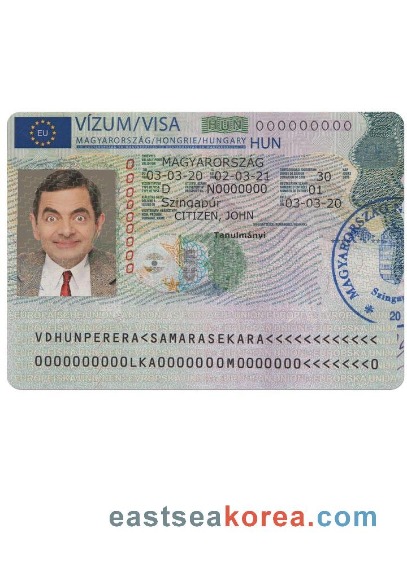 EU VÍZUM/VISA HUN 000000000
MAGYARORSZÁG/HONGRIE/HUNGARY HUN
MAGYARORSZÁG
03-03-20 02-03-21 30
D N0000000 01
Szingapúr 03-03-20
CITIZEN, JOHN
Tanulmányi
MAGYARORSZÁG
Szinga
20
VDHUNPERERA<SAMARASEKARA<<<<<<<<<<<<
0000000000LKA0000000M0000000<<<<<<<0
eastseakorea.com